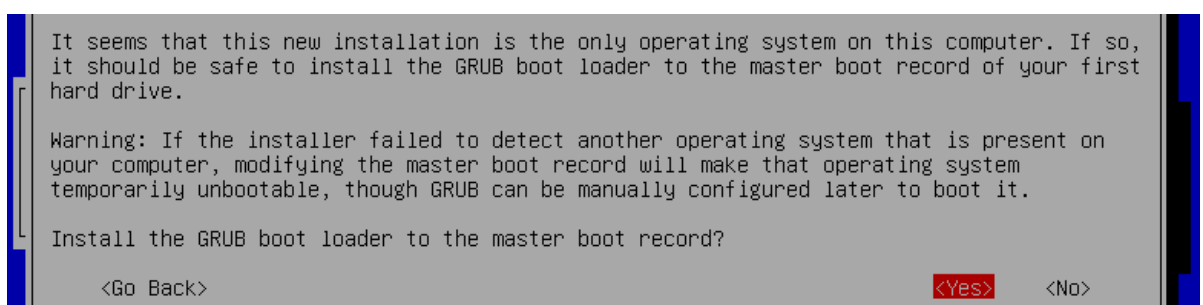 It seems that this new installation is the only operating system on this computer. If so,
it should be safe to install the GRUB boot loader to the master boot record of your first
hard drive.
Warning: If the installer failed to detect another operating system that is present on
your computer, modifying the master boot record will make that operating system
temporarily unbootable, though GRUB can be manually configured later to boot it.
Install the GRUB boot loader to the master boot record?
<Go Back> <Yes> <No>